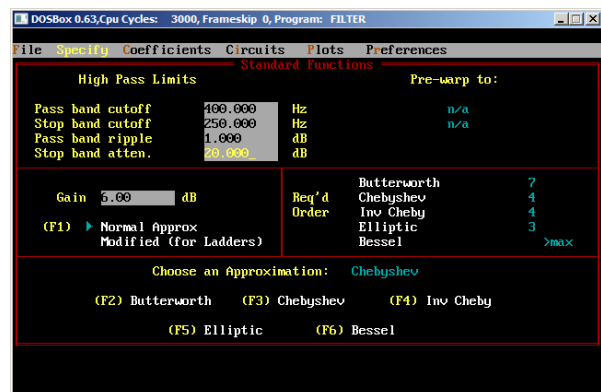 DOSBox 0.63,Cpu Cycles: 3000, Frameskip 0, Program: FILTER
File Specify Coefficients Circuits Plots Preferences
Standard Functions
High Pass Limits Pre-warp to:
Pass band cutoff 400.000 Hz n/a
Stop band cutoff 250.000 Hz n/a
Pass band ripple 1.000 dB
Stop band atten. 20.000_ dB
Butterworth 7
Gain 6.00 dB Req'd Chebyshev 4
Order Inv Cheby 4
(F1) Normal Approx Elliptic 3
Modified (for Ladders) Bessel >max
Choose an Approximation: Chebyshev
(F2) Butterworth (F3) Chebyshev (F4) Inv Cheby
(F5) Elliptic (F6) Bessel